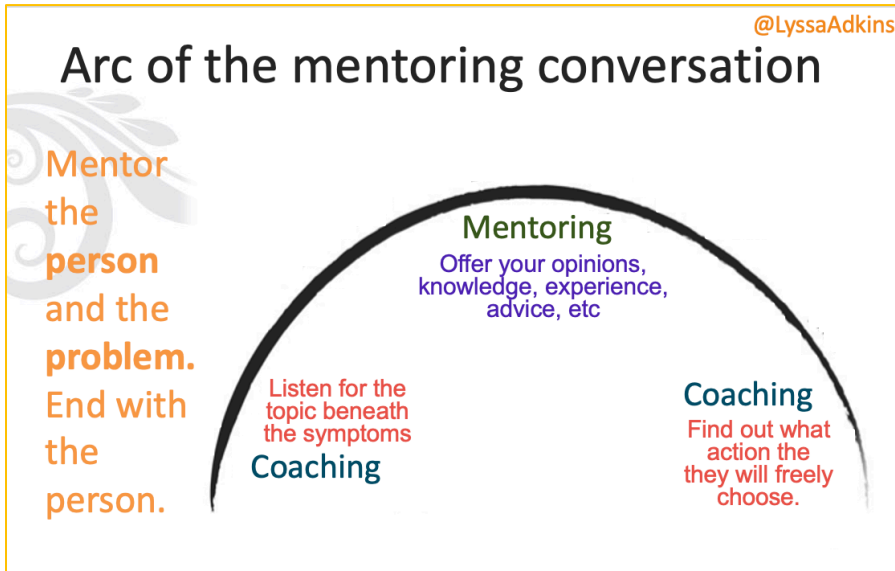 @LyssaAdkins
Arc of the mentoring conversation
Mentor
the
person
and the
problem.
End with
the
person.
Mentoring
Offer your opinions,
knowledge, experience,
advice, etc
Listen for the
topic beneath
the symptoms
Coaching
Coaching
Find out what
action the
they will freely
choose.